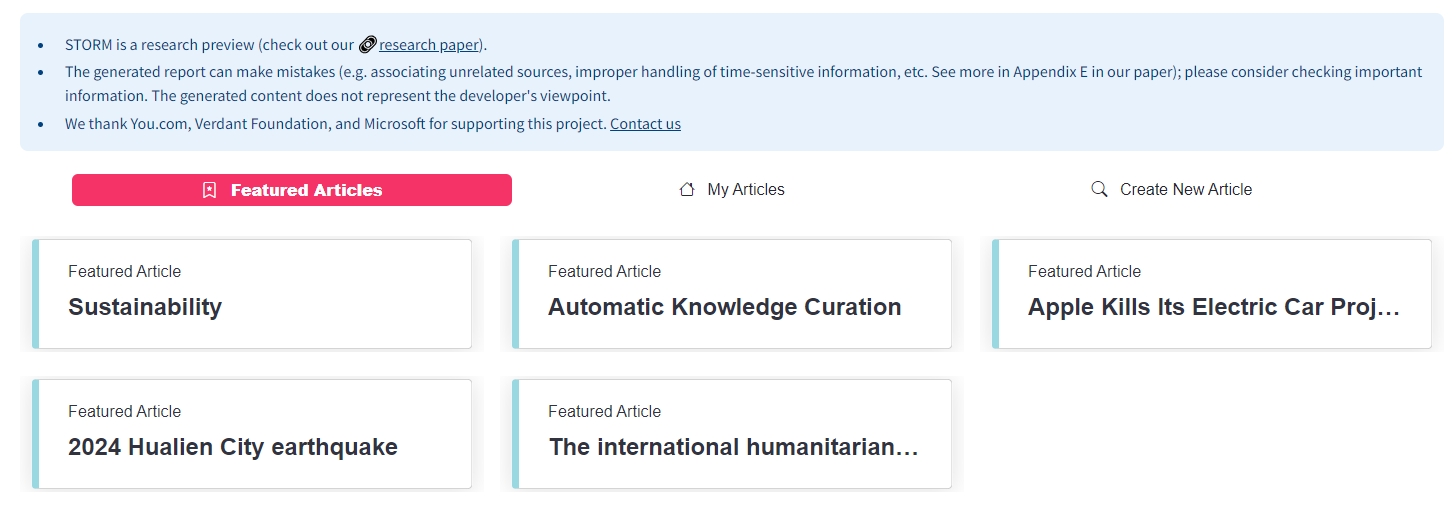 STORM is a research preview (check out our research paper).
The generated report can make mistakes (e.g. associating unrelated sources, improper handling of time-sensitive information, etc. See more in Appendix E in our paper); please consider checking important
information. The generated content does not represent the developer's viewpoint.
We thank You.com, Verdant Foundation, and Microsoft for supporting this project. Contact us
Featured Articles
My Articles
Create New Article
Featured Article
Sustainability
Featured Article
Automatic Knowledge Curation
Featured Article
Apple Kills Its Electric Car Proj...
Featured Article
2024 Hualien City earthquake
Featured Article
The international humanitarian...